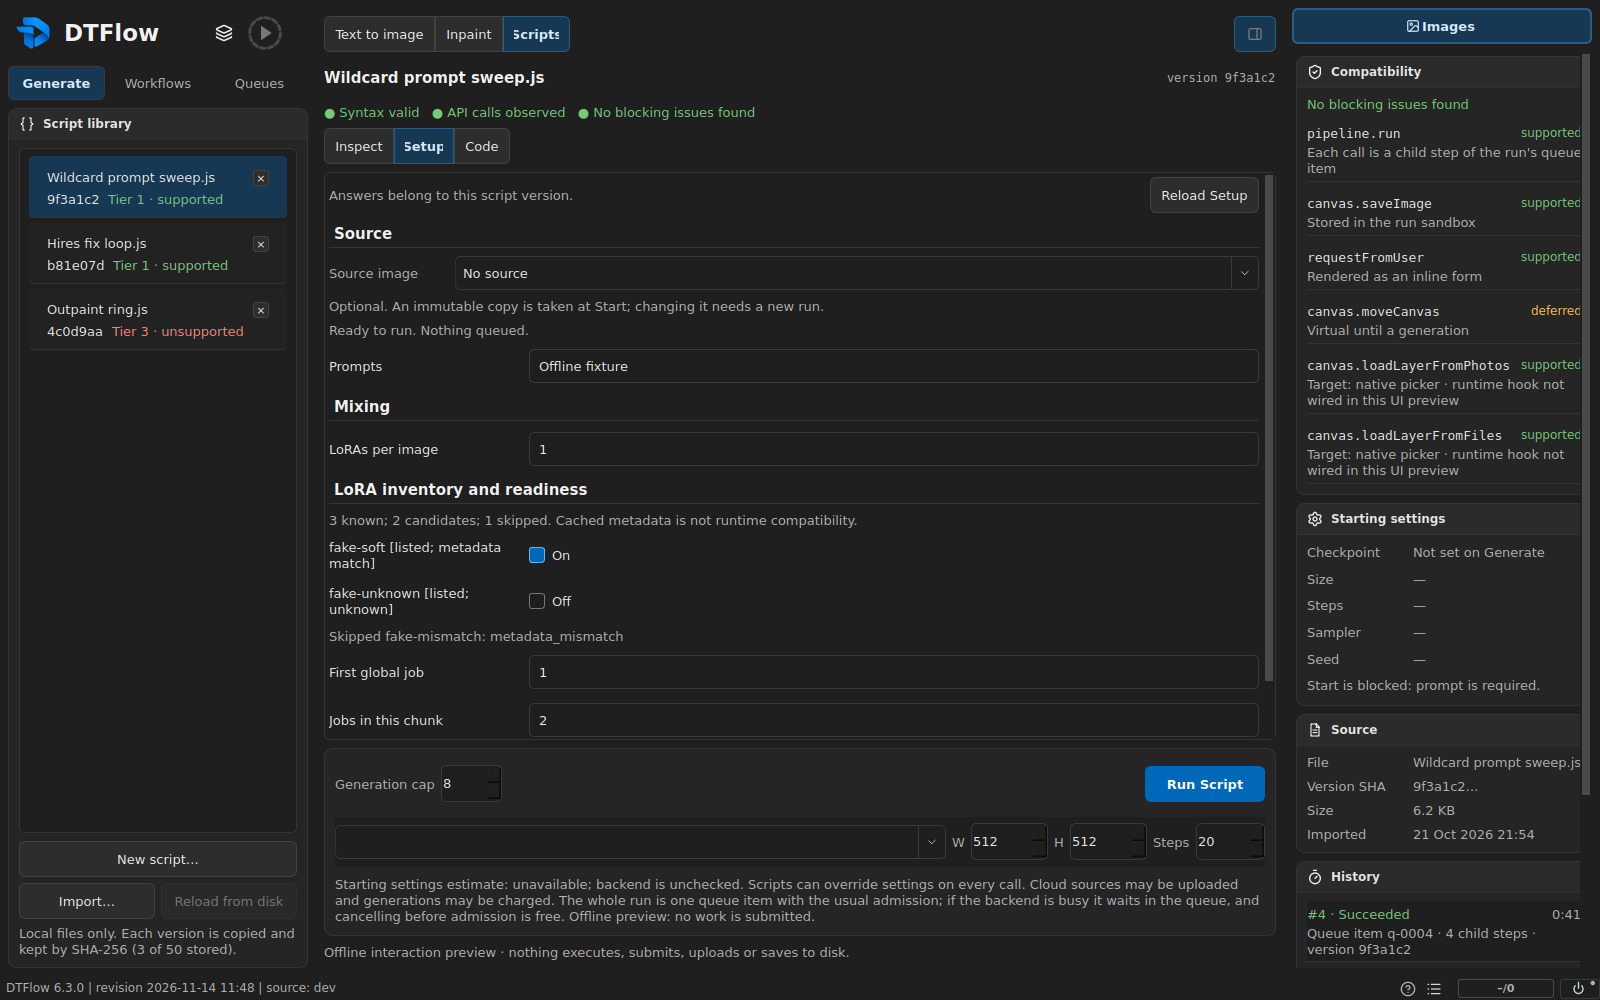 DTFlow
Generate
Workflows
Queues
Script library
Wildcard prompt sweep.js
9f3a1c2 Tier 1 · supported
Hires fix loop.js
b81e07d Tier 1 · supported
Outpaint ring.js
4c0d9aa Tier 3 · unsupported
New script...
Import...
Reload from disk
Local files only. Each version is copied and
kept by SHA-256 (3 of 50 stored).
Text to image
Inpaint
Scripts
Wildcard prompt sweep.js
version 9f3a1c2
Syntax valid
API calls observed
No blocking issues found
Inspect
Setup
Code
Answers belong to this script version.
Reload Setup
Source
Source image
No source
Optional. An immutable copy is taken at Start; changing it needs a new run.
Ready to run. Nothing queued.
Prompts
Offline fixture
Mixing
LoRAs per image
1
LoRA inventory and readiness
3 known; 2 candidates; 1 skipped. Cached metadata is not runtime compatibility.
fake-soft [listed; metadata
match]
On
fake-unknown [listed;
unknown]
Off
Skipped fake-mismatch: metadata_mismatch
First global job
1
Jobs in this chunk
2
Generation cap
8
Run Script
W
512
H
512
Steps
20
Starting settings estimate: unavailable; backend is unchecked. Scripts can override settings on every call. Cloud sources may be uploaded
and generations may be charged. The whole run is one queue item with the usual admission; if the backend is busy it waits in the queue, and
cancelling before admission is free. Offline preview: no work is submitted.
Offline interaction preview · nothing executes, submits, uploads or saves to disk.
Images
Compatibility
No blocking issues found
pipeline.run
supported
Each call is a child step of the run's queue
item
canvas.saveImage
supported
Stored in the run sandbox
requestFromUser
supported
Rendered as an inline form
canvas.moveCanvas
deferred
Virtual until a generation
canvas.loadLayerFromPhotos
supported
Target: native picker · runtime hook not
wired in this UI preview
canvas.loadLayerFromFiles
supported
Target: native picker · runtime hook not
wired in this UI preview
Starting settings
Checkpoint
Not set on Generate
Size
—
Steps
—
Sampler
—
Seed
—
Start is blocked: prompt is required.
Source
File
Wildcard prompt sweep.js
Version SHA
9f3a1c2...
Size
6.2 KB
Imported
21 Oct 2026 21:54
History
#4 · Succeeded
0:41
Queue item q-0004 · 4 child steps ·
version 9f3a1c2
DTFlow 6.3.0 | revision 2026-11-14 11:48 | source: dev
–/0